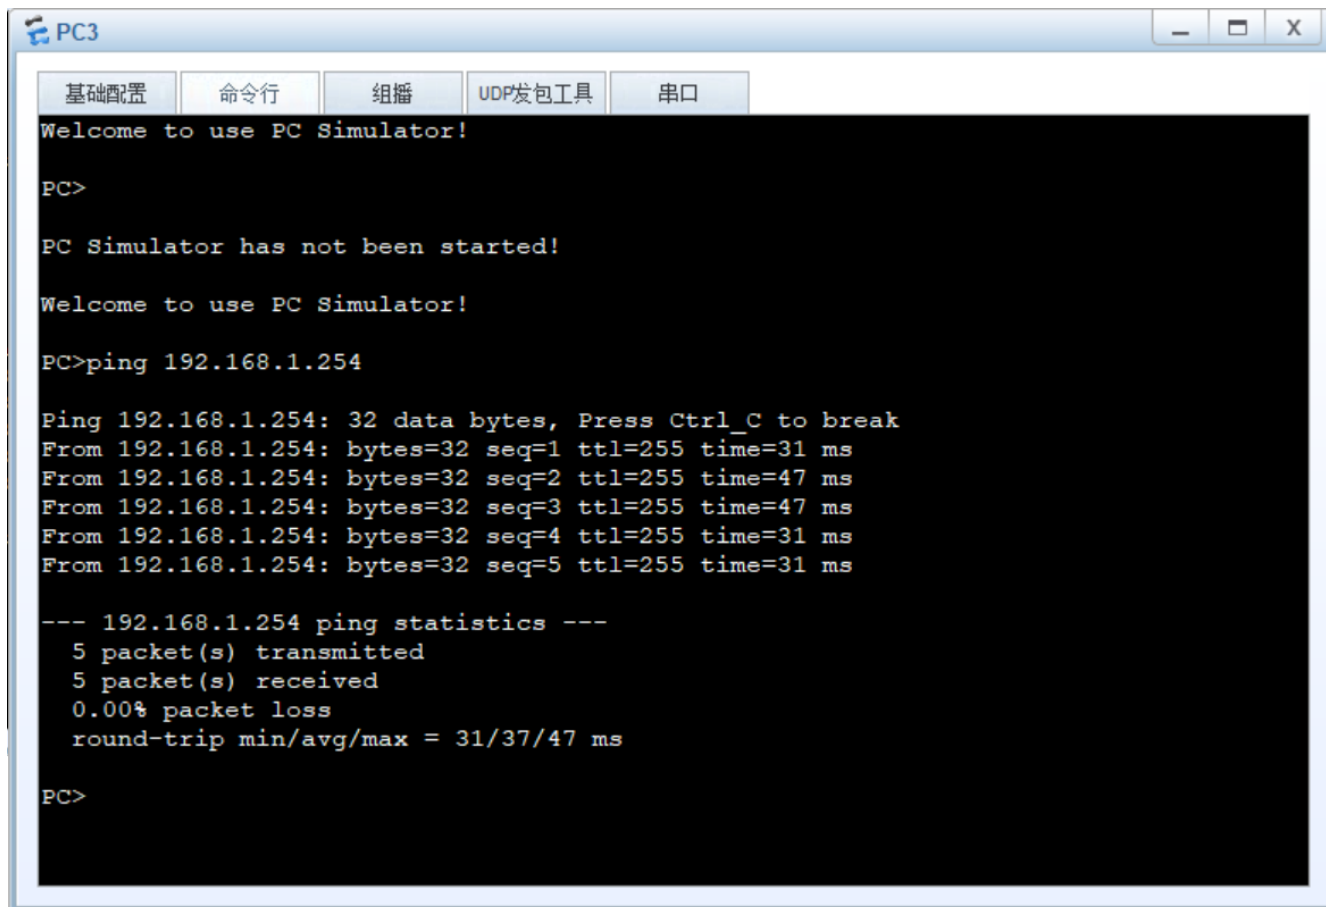 PC3
X
基础配置 命令行 组播 UDP发包工具 串口
Welcome to use PC Simulator!
PC>
PC Simulator has not been started!
Welcome to use PC Simulator!
PC>ping 192.168.1.254
Ping 192.168.1.254: 32 data bytes, Press Ctrl_C to break
From 192.168.1.254: bytes=32 seq=1 ttl=255 time=31 ms
From 192.168.1.254: bytes=32 seq=2 ttl=255 time=47 ms
From 192.168.1.254: bytes=32 seq=3 ttl=255 time=47 ms
From 192.168.1.254: bytes=32 seq=4 ttl=255 time=31 ms
From 192.168.1.254: bytes=32 seq=5 ttl=255 time=31 ms
--- 192.168.1.254 ping statistics ---
5 packet(s) transmitted
5 packet(s) received
0.00% packet loss
round-trip min/avg/max = 31/37/47 ms
PC>